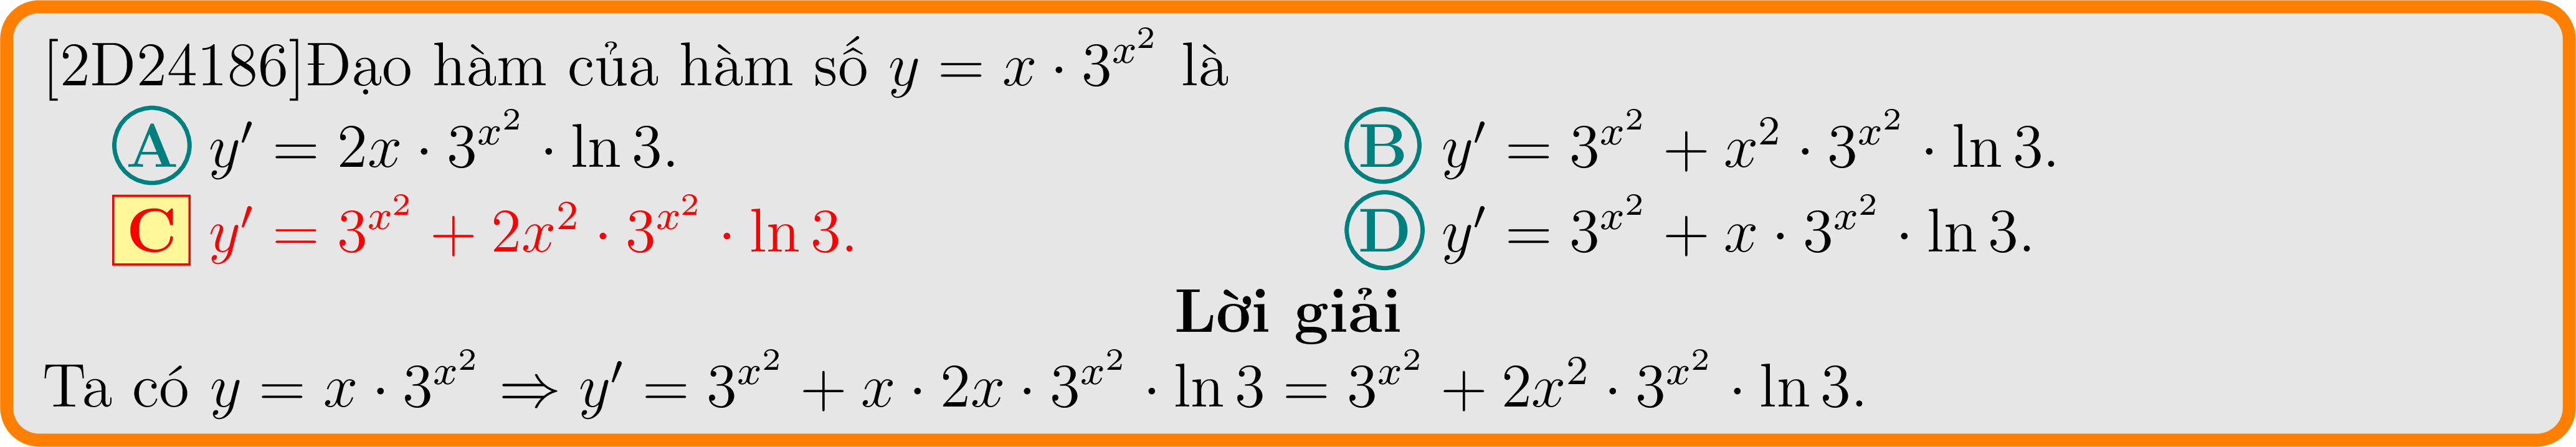 [2D24186]Đạo hàm của hàm số $y = x \cdot 3^{x^2}$ là
A $y' = 2x \cdot 3^{x^2} \cdot \ln 3.$ B $y' = 3^{x^2} + x^2 \cdot 3^{x^2} \cdot \ln 3.$
C $y' = 3^{x^2} + 2x^2 \cdot 3^{x^2} \cdot \ln 3.$ D $y' = 3^{x^2} + x \cdot 3^{x^2} \cdot \ln 3.$
Lời giải
Ta có $y = x \cdot 3^{x^2} \Rightarrow y' = 3^{x^2} + x \cdot 2x \cdot 3^{x^2} \cdot \ln 3 = 3^{x^2} + 2x^2 \cdot 3^{x^2} \cdot \ln 3.$